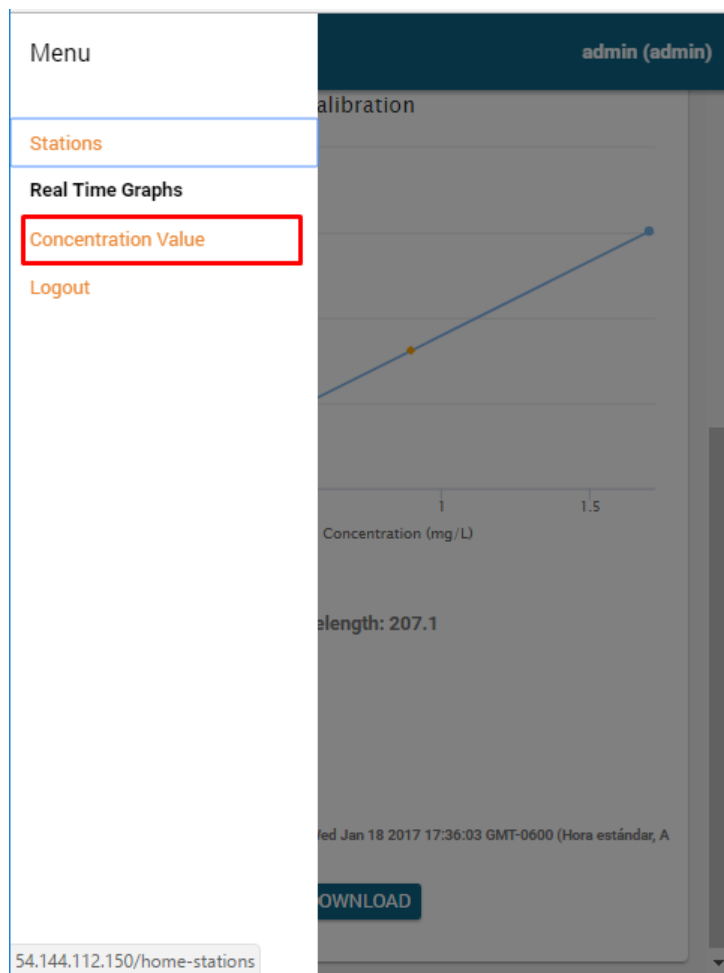 Menu
admin (admin)
alibration
Stations
Real Time Graphs
Concentration Value
Logout
1
1.5
Concentration (mg/L)
elength: 207.1
ed Jan 18 2017 17:36:03 GMT-0600 (Hora estándar, A
OWNLOAD
54.144.112.150/home-stations